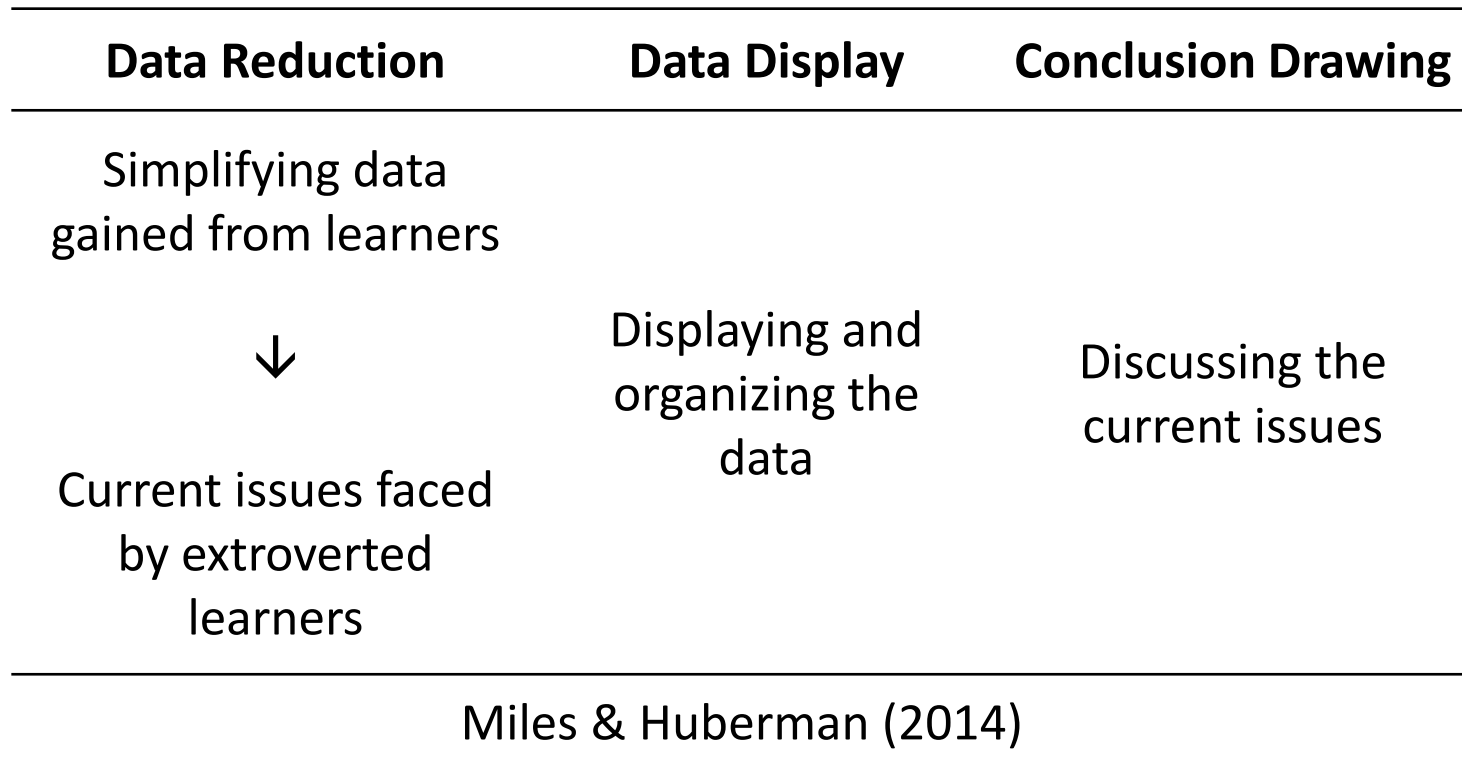 Data Reduction
Data Display
Conclusion Drawing
Simplifying data
gained from learners
↓
Current issues faced
by extroverted
learners
Displaying and
organizing the
data
Discussing the
current issues
Miles & Huberman (2014)